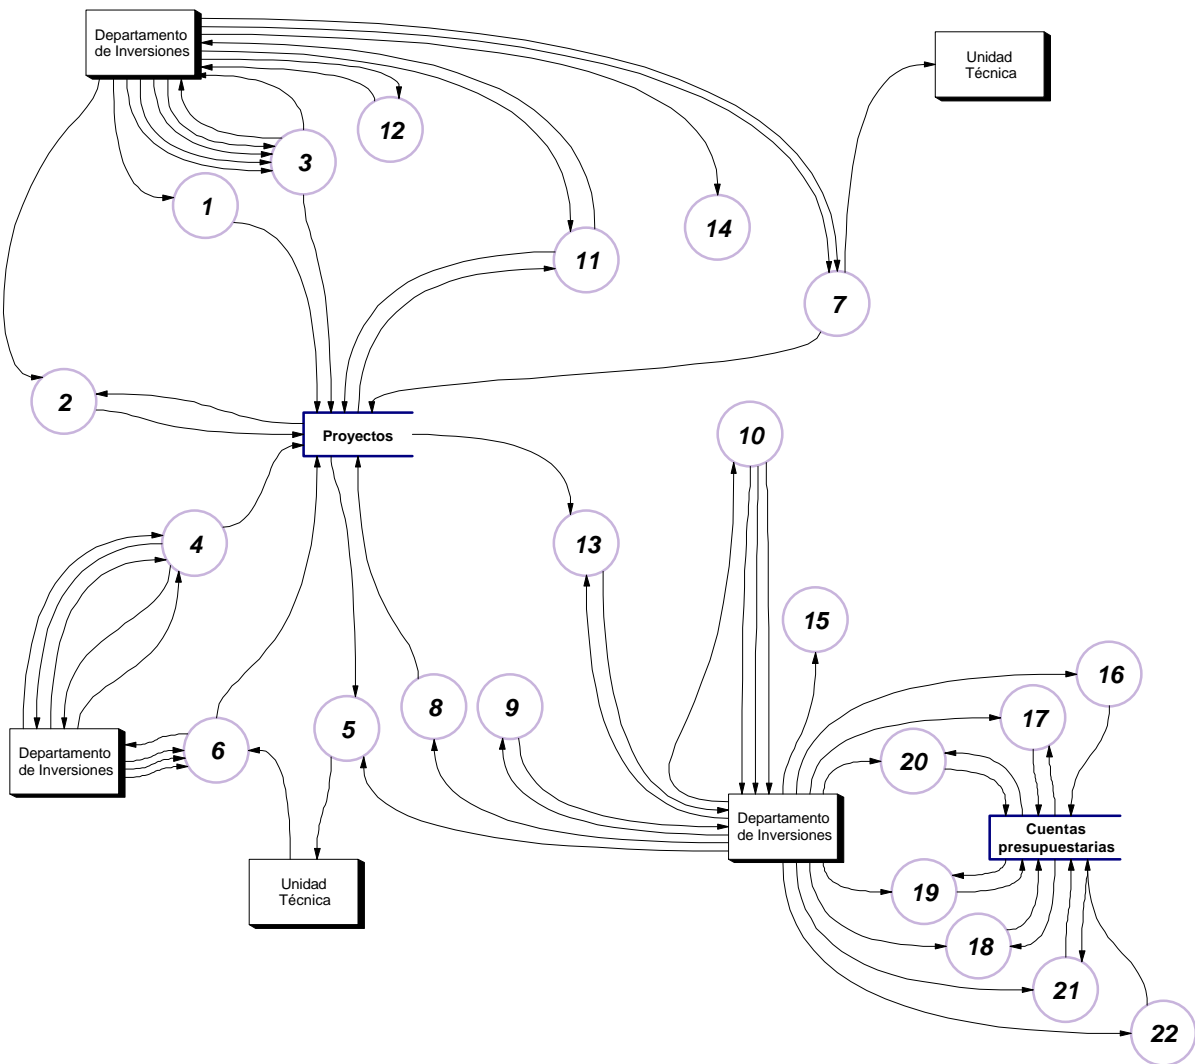 Departamento
de Inversiones
Unidad
Técnica
12
3
1
14
11
7
2
Proyectos
10
4
13
15
16
8
9
17
5
6
20
Departamento
de Inversiones
Departamento
de Inversiones
Cuentas
presupuestarias
Unidad
Técnica
19
18
21
22